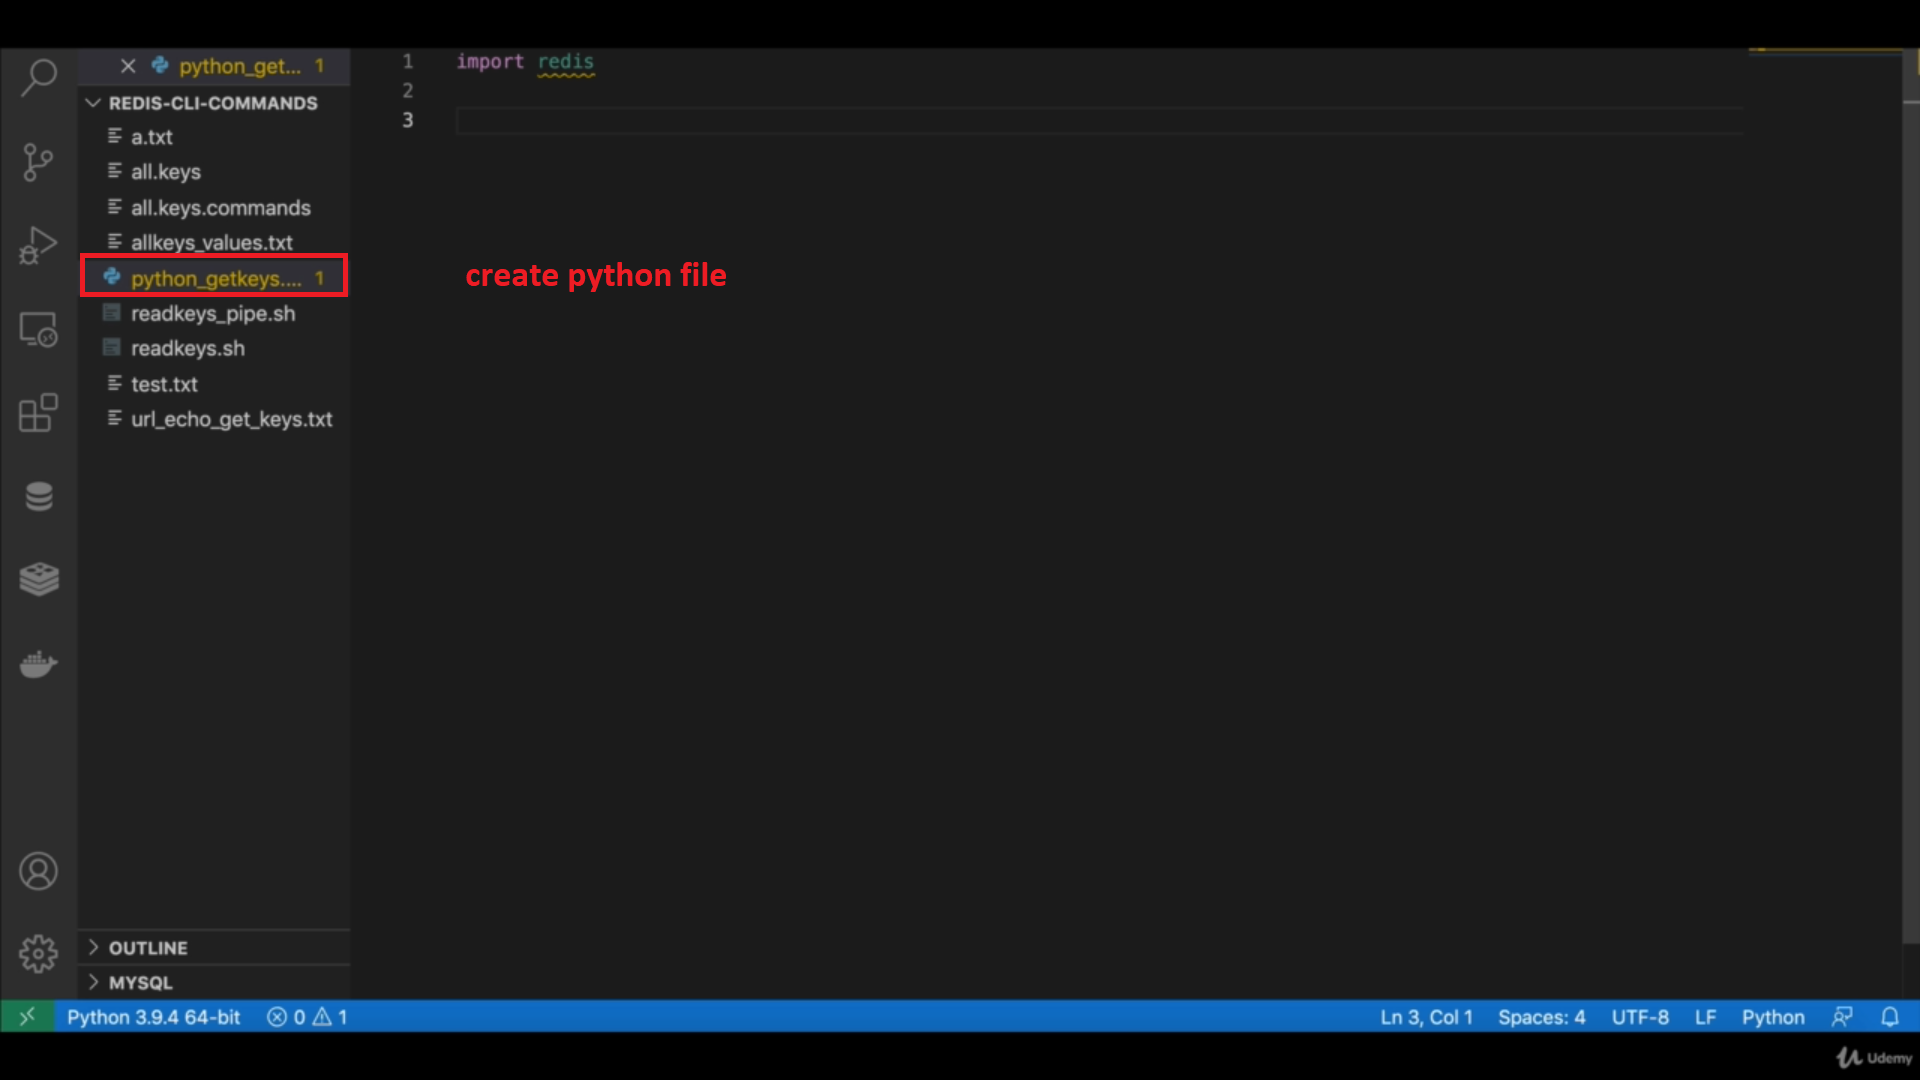 python_get... 1
REDIS-CLI-COMMANDS
a.txt
all.keys
all.keys.commands
allkeys_values.txt
python_getkeys.... 1
readkeys_pipe.sh
readkeys.sh
test.txt
url_echo_get_keys.txt
OUTLINE
MYSQL
1 import redis
2
3
create python file
Python 3.9.4 64-bit 0 1 Ln 3, Col 1 Spaces: 4 UTF-8 LF Python
Udemy